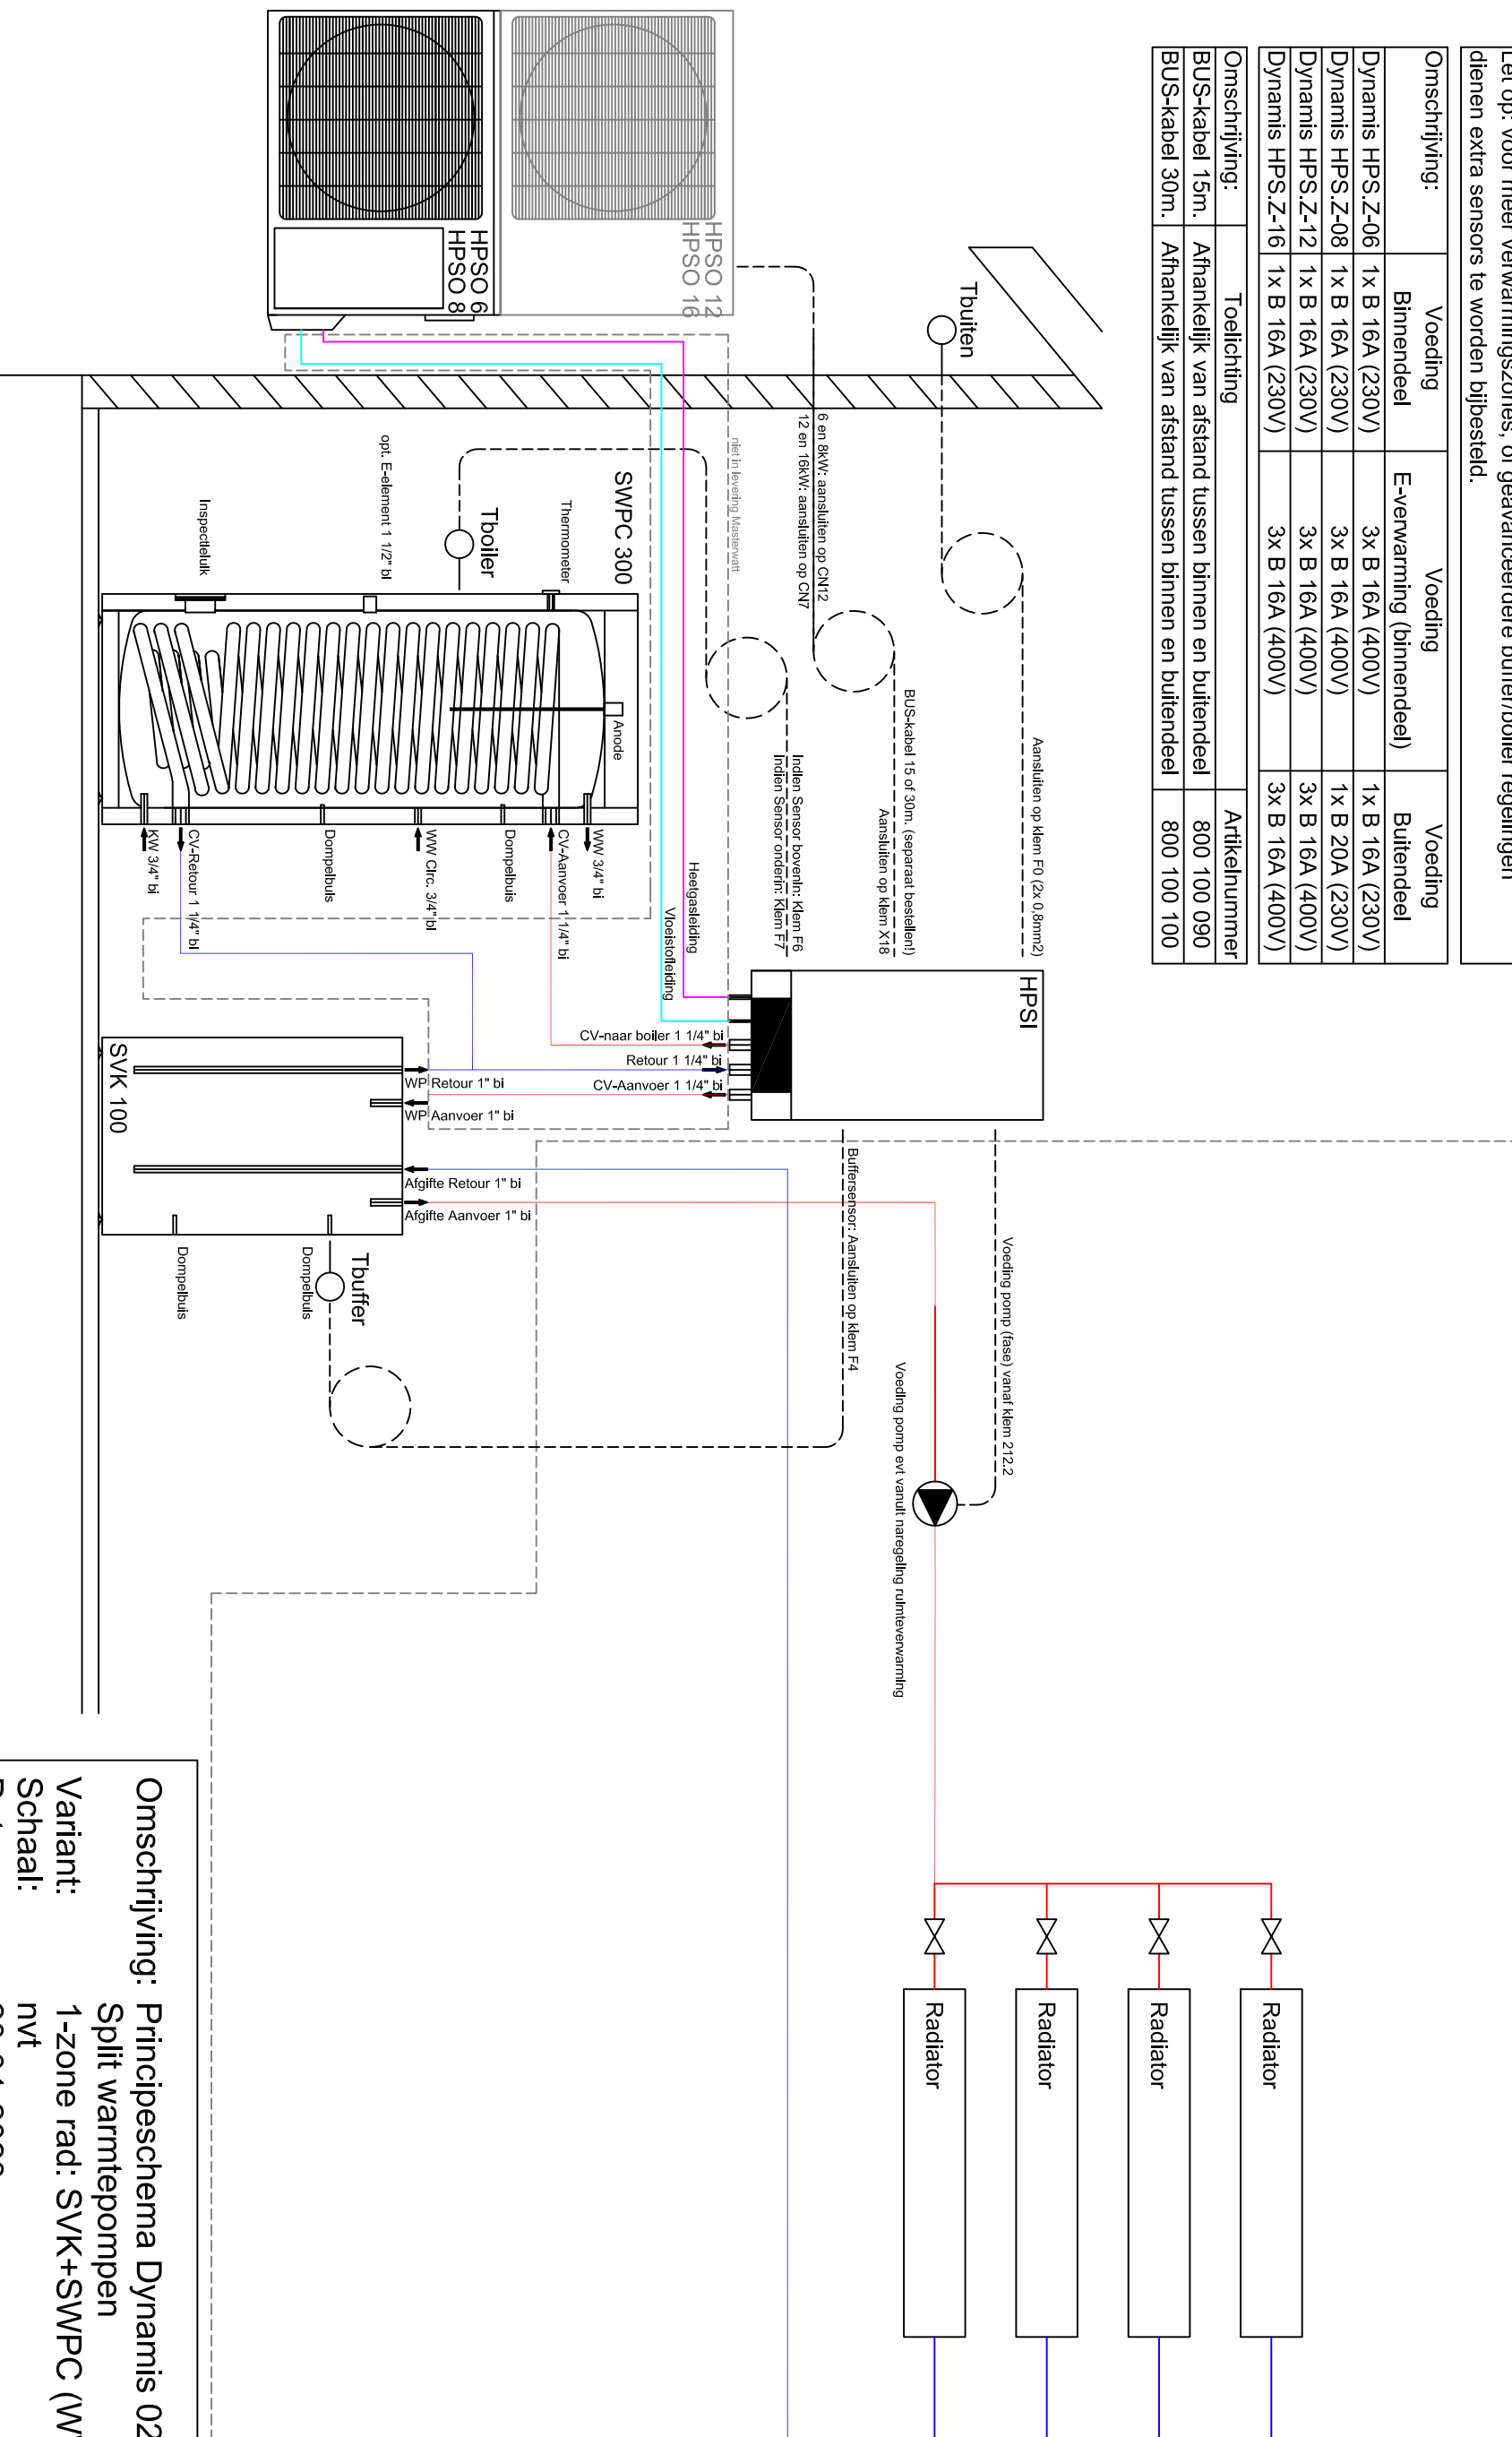 Let op: voor meer verwarmingszones, of geavanceerdere buffer/boiler regelingen
dienen extra sensors te worden bijbesteld.
Omschrijving: Voeding Binnendeel Voeding E-verwarming (binnendeel) Voeding Buitendeel
Dynamis HPS.Z-06 1x B 16A (230V) 3x B 16A (400V) 1x B 16A (230V)
Dynamis HPS.Z-08 1x B 16A (230V) 3x B 16A (400V) 1x B 20A (230V)
Dynamis HPS.Z-12 1x B 16A (230V) 3x B 16A (400V) 3x B 16A (400V)
Dynamis HPS.Z-16 1x B 16A (230V) 3x B 16A (400V) 3x B 16A (400V)
Omschrijving: Toelichting Artikelnummer
BUS-kabel 15m. Afhankelijk van afstand tussen binnen en buitendeel 800 100 090
BUS-kabel 30m. Afhankelijk van afstand tussen binnen en buitendeel 800 100 100
Tbuiten
Aansluiten op klem F0 (2x 0,8mm2)
HPSO 12
HPSO 16
HPSO 6
HPSO 8
6 en 8kW: aansluiten op CN12
12 en 16kW: aansluiten op CN7
BUS-kabel 15 of 30m. (separaat bestellen!)
Aansluiten op klem X18
Indien Sensor bovenin: Klem F6
Indien Sensor onderin: Klem F7
niet in levering Masterwatt
Heetgasleiding
Vloeistofleiding
HPSI
CV-naar boiler 1 1/4" bi
Retour 1 1/4" bi
CV-Aanvoer 1 1/4" bi
SWPC 300
Thermometer
Tboiler
opt. E-element 1 1/2" bi
Inspectieluik
Anode
WW 3/4" bi
CV-Aanvoer 1 1/4" bi
Dompelbuis
WW Circ. 3/4" bi
Dompelbuis
CV-Retour 1 1/4" bi
KW 3/4" bi
SVK 100
WP Retour 1" bi
WP Aanvoer 1" bi
Afgifte Retour 1" bi
Afgifte Aanvoer 1" bi
Tbuffer
Dompelbuis
Dompelbuis
Buffersensor: Aansluiten op klem F4
Voeding pomp (fase) vanaf klem 212.2
Voeding pomp evt vanuit naregeling ruimteverwarming
Radiator
Radiator
Radiator
Radiator
Omschrijving: Principeschema Dynamis 02
Split warmtepompen
Variant: 1-zone rad: SVK+SWPC (W
Schaal: nvt